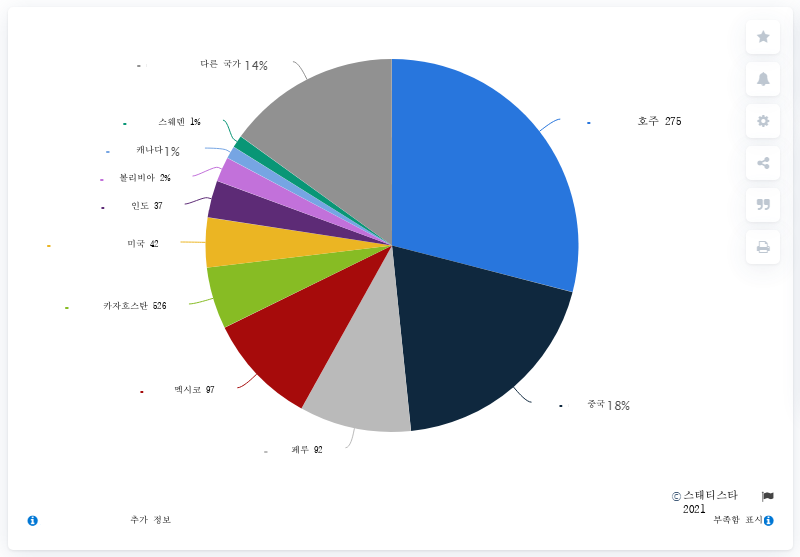 다른 국가 14%
스웨덴 1%
호주 275
캐나다 1%
볼리비아 2%
인도 37
미국 42
카자흐스탄 526
멕시코 97
중국 18%
페루 92
© 스태티스타
2021
추가 정보
부족함 표시